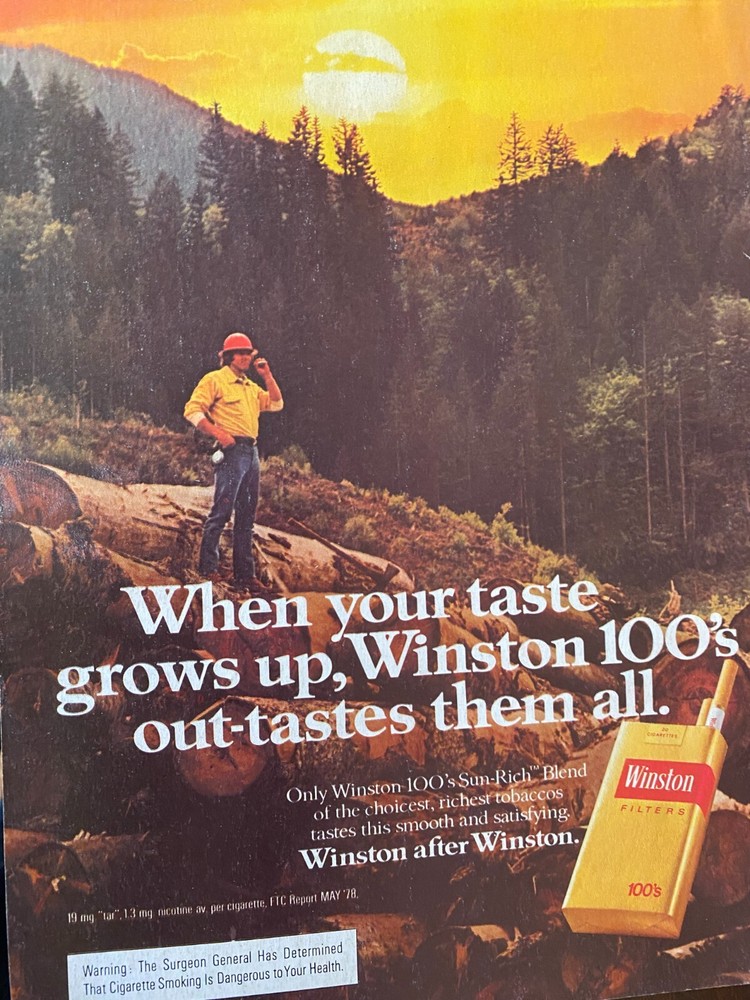 When your taste
grows up, Winston 100's
out-tastes them all.
Only Winston 100's Sun-Rich™ Blend
of the choicest, richest tobaccos
tastes this smooth and satisfying.
Winston after Winston.
20
CIGARETTES
Winston
FILTERS
100's
19 mg. "tar", 1.3 mg. nicotine av. per cigarette, FTC Report MAY '78.
Warning: The Surgeon General Has Determined
That Cigarette Smoking Is Dangerous to Your Health.